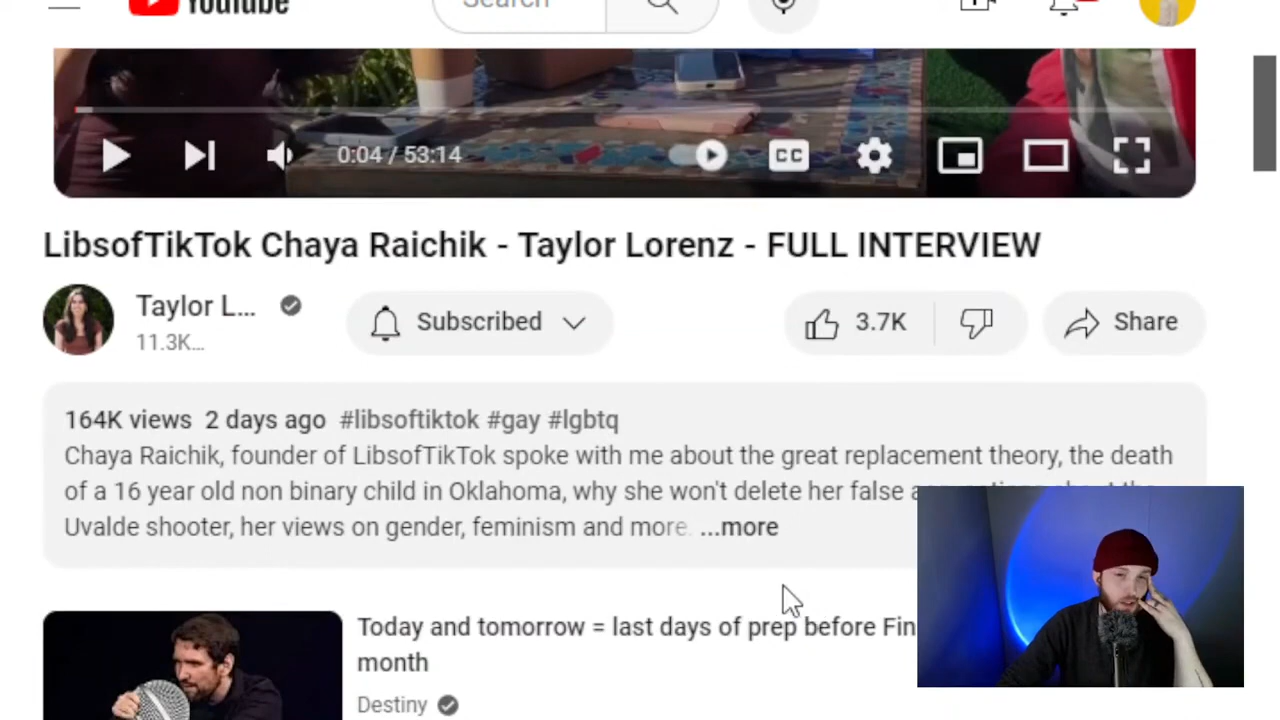 YouTube
Search
0:04 / 53:14
CC
LibsofTikTok Chaya Raichik - Taylor Lorenz - FULL INTERVIEW
Taylor L...
11.3K...
Subscribed
3.7K
Share
164K views 2 days ago #libsoftiktok #gay #lgbtq
Chaya Raichik, founder of LibsofTikTok spoke with me about the great replacement theory, the death
of a 16 year old non binary child in Oklahoma, why she won't delete her false
Uvalde shooter, her views on gender, feminism and more. ...more
Today and tomorrow = last days of prep before Fin
month
Destiny